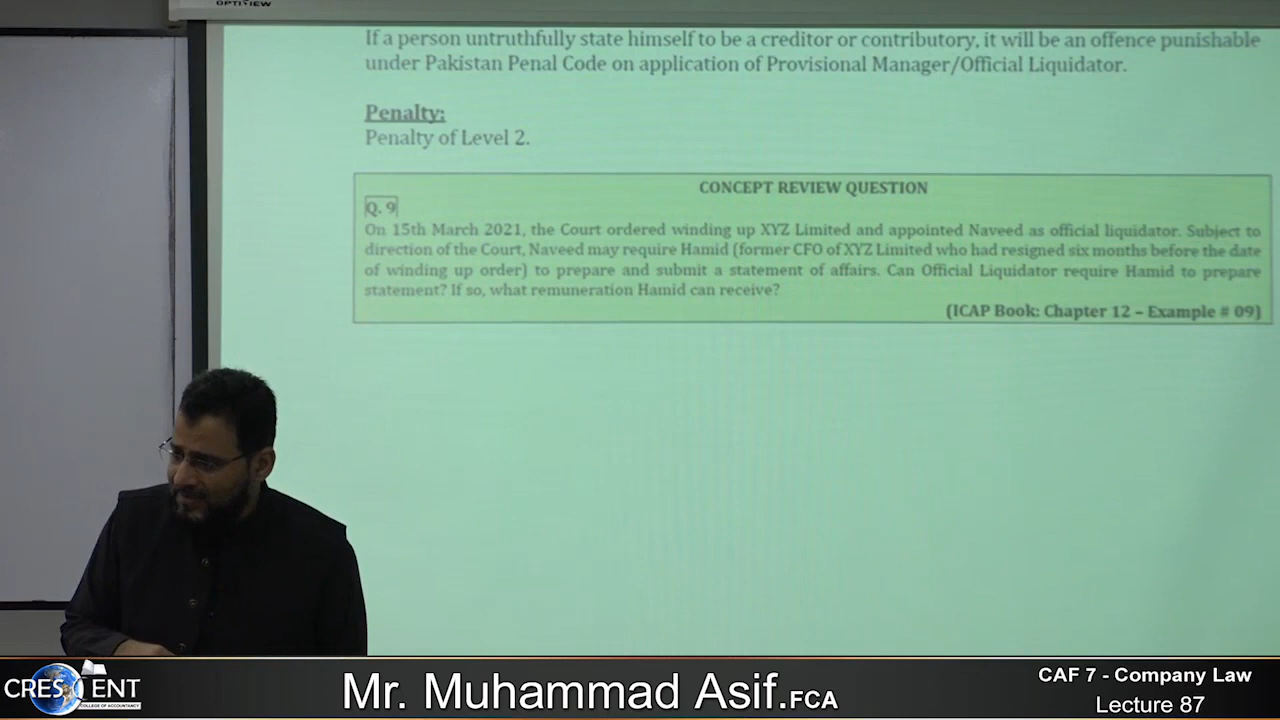 OPTIVIEW
If a person untruthfully state himself to be a creditor or contributory, it will be an offence punishable
under Pakistan Penal Code on application of Provisional Manager/Official Liquidator.
Penalty:
Penalty of Level 2.
CONCEPT REVIEW QUESTION
Q. 9
On 15th March 2021, the Court ordered winding up XYZ Limited and appointed Naveed as official liquidator. Subject to
direction of the Court, Naveed may require Hamid (former CFO of XYZ Limited who had resigned six months before the date
of winding up order) to prepare and submit a statement of affairs. Can Official Liquidator require Hamid to prepare
statement? If so, what remuneration Hamid can receive?
(ICAP Book: Chapter 12 – Example # 09)
CRESCENT
COLLEGE OF ACCOUNTANCY
Mr. Muhammad Asif.FCA
CAF 7 - Company Law
Lecture 87